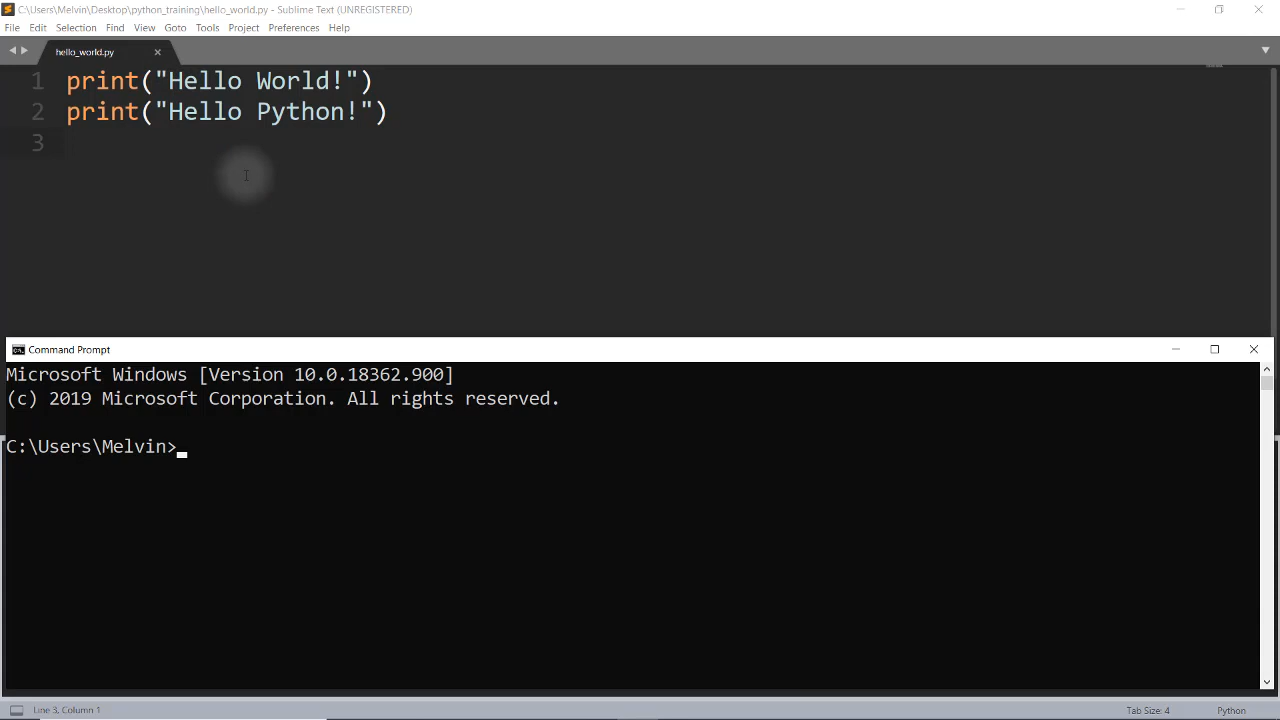 C:\Users\Melvin\Desktop\python_training\hello_world.py - Sublime Text (UNREGISTERED)
File Edit Selection Find View Goto Tools Project Preferences Help
hello_world.py
1 print("Hello World!")
2 print("Hello Python!")
3
Command Prompt
Microsoft Windows [Version 10.0.18362.900]
(c) 2019 Microsoft Corporation. All rights reserved.
C:\Users\Melvin>
Line 3, Column 1 Tab Size: 4 Python